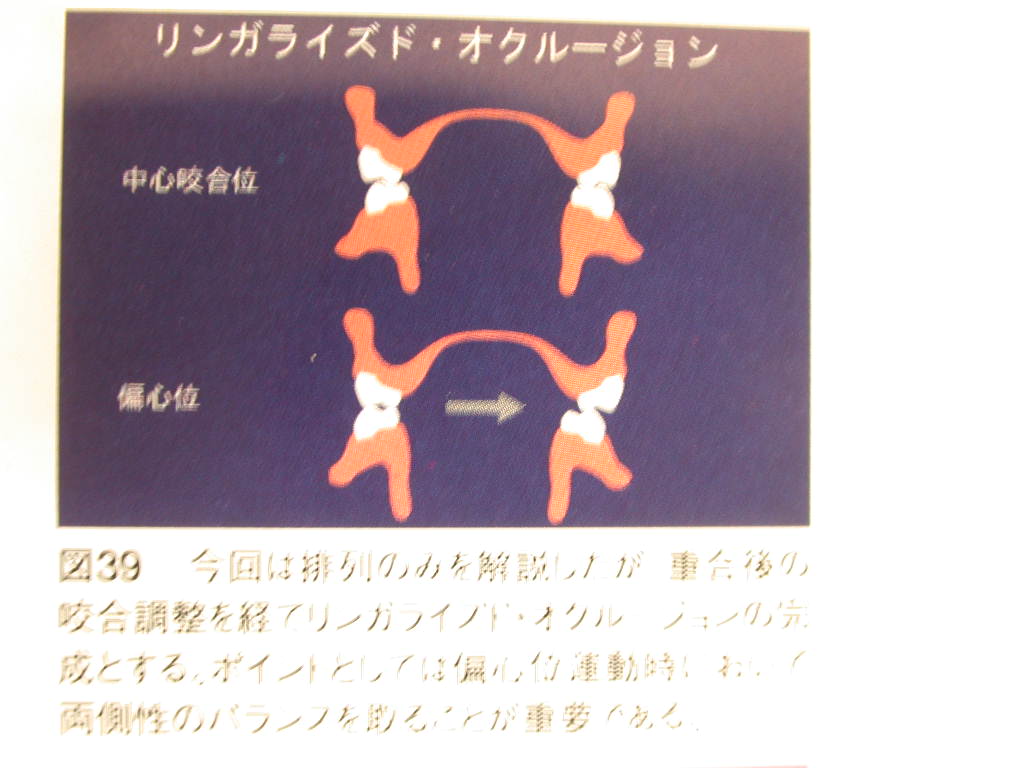 リンガライズド・オクルージョン
中心咬合位
偏心位
図39 今回は排列のみを解説したが 重合後の
咬合調整を経てリンガライズド・オクルージョンの完
成とする。ポイントとしては偏心位運動時において
両側性のバランスを取ることが重要である。